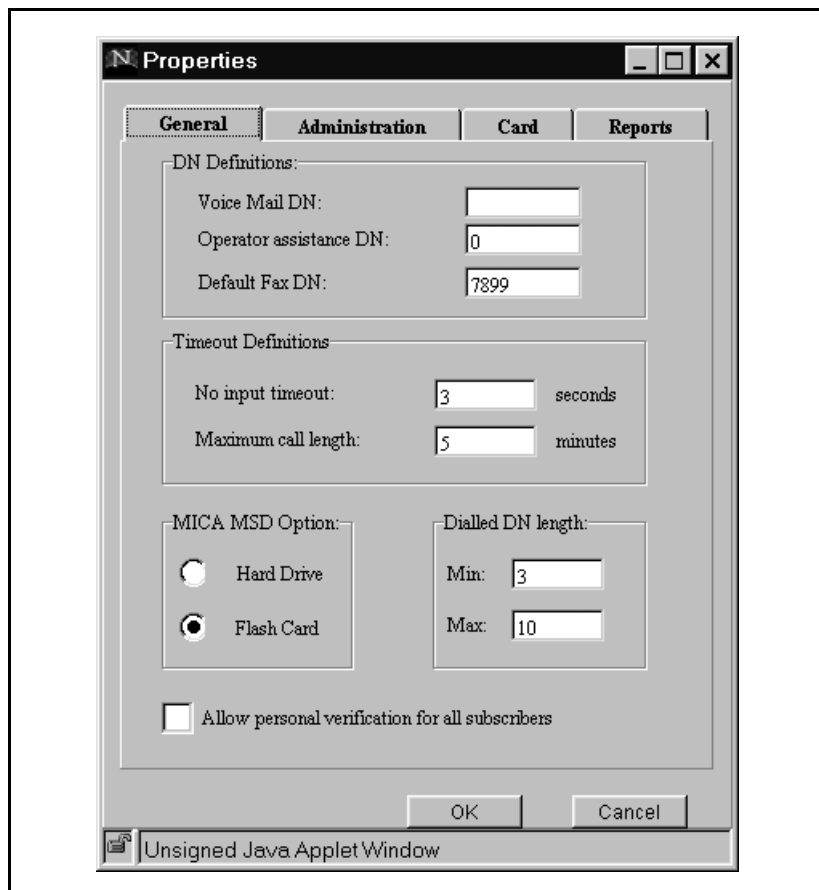 N Properties
General Administration Card Reports
DN Definitions:
Voice Mail DN:
Operator assistance DN: 0
Default Fax DN: 7899
Timeout Definitions
No input timeout: 3 seconds
Maximum call length: 5 minutes
MICA MSD Option: Dialled DN length:
Hard Drive Min: 3
Flash Card Max: 10
Allow personal verification for all subscribers
OK Cancel
Unsigned Java Applet Window